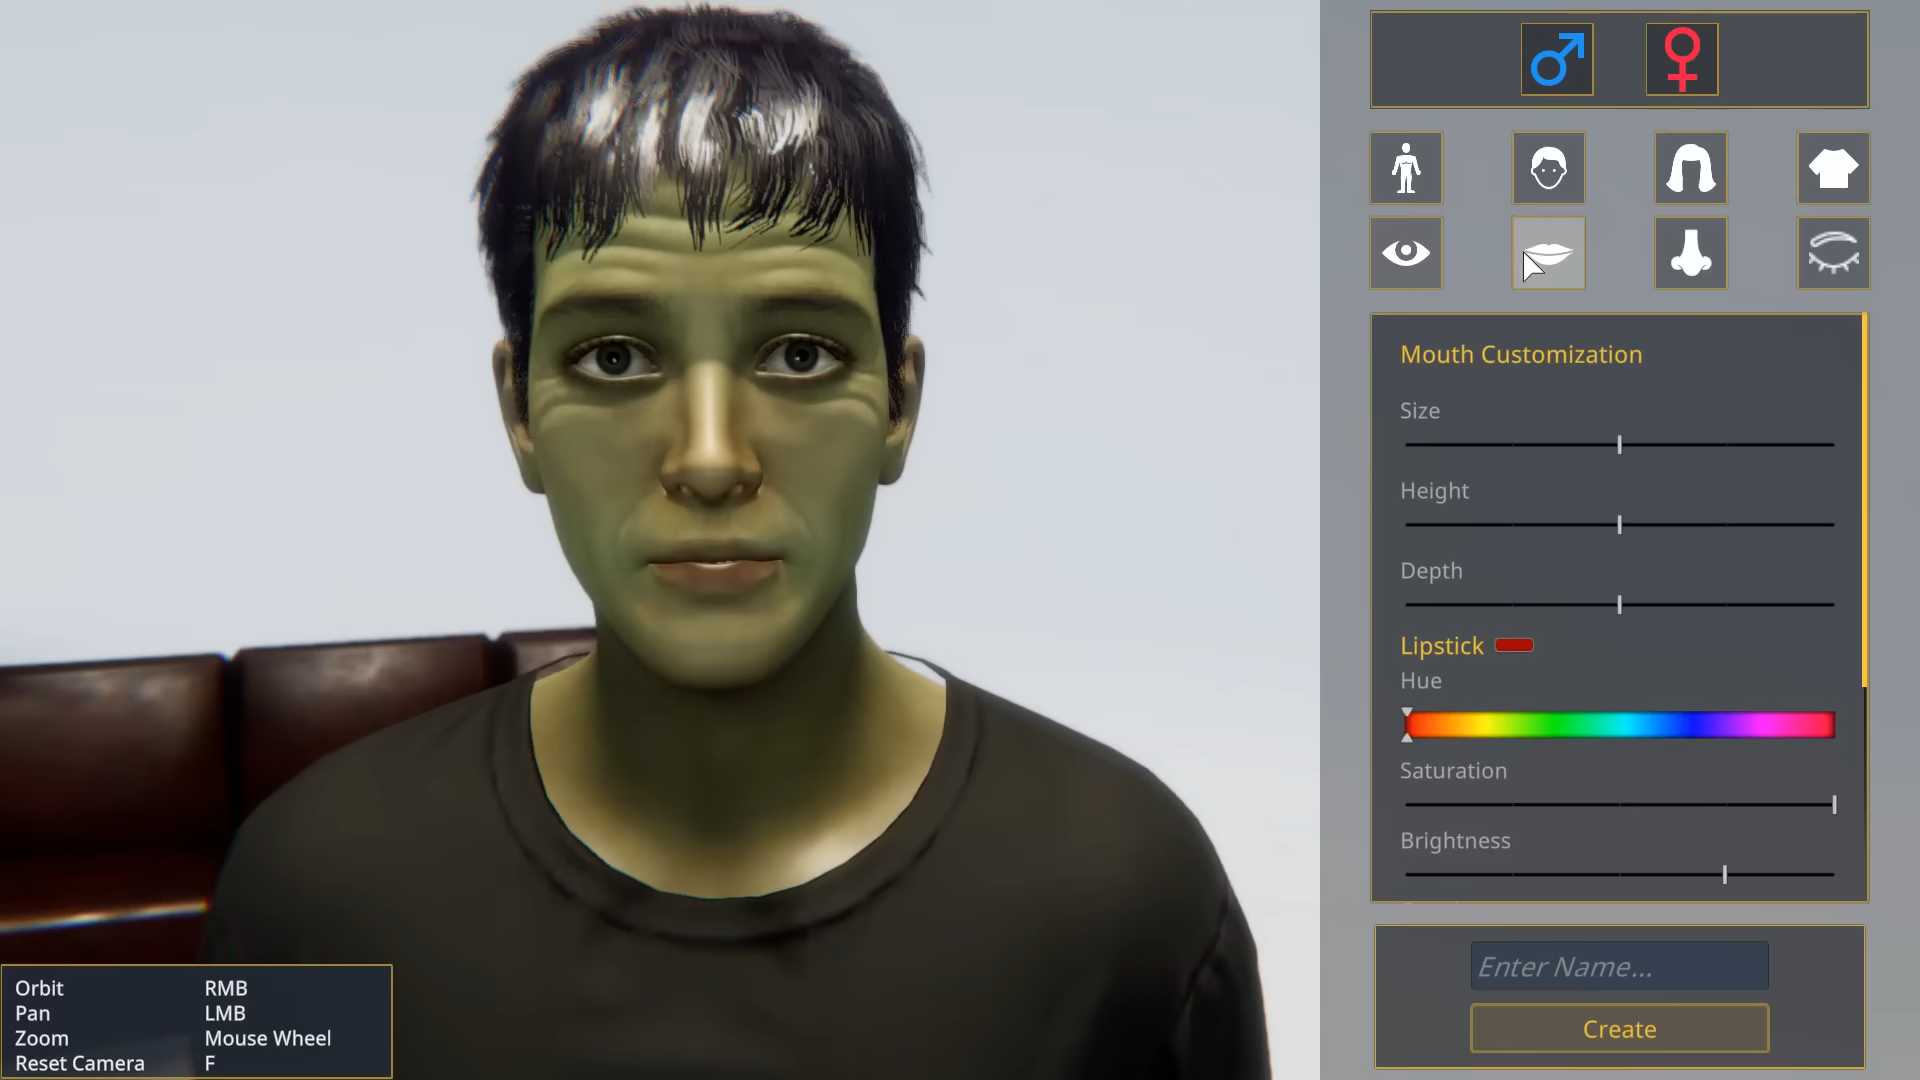 Mouth Customization
Size
Height
Depth
Lipstick
Hue
Saturation
Brightness
Enter Name...
Create
Orbit RMB
Pan LMB
Zoom Mouse Wheel
Reset Camera F